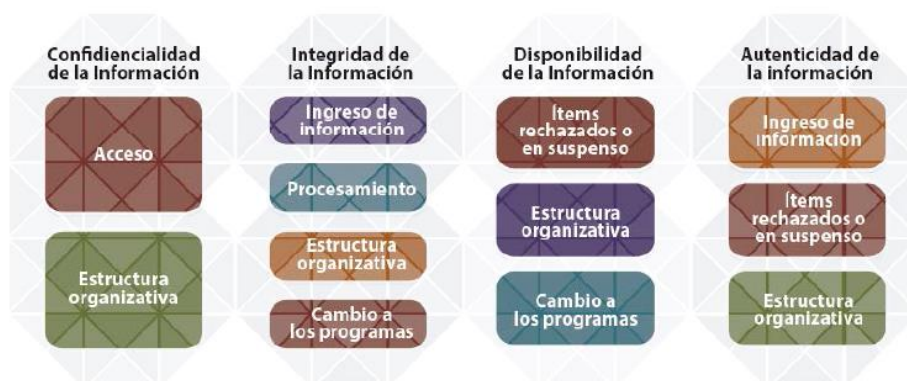 Confidencialidad
de la Información
Acceso
Estructura
organizativa
Integridad de
la Información
Ingreso de
información
Procesamiento
Estructura
organizativa
Cambio a
los programas
Disponibilidad
de la Información
Ítems
rechazados o
en suspenso
Estructura
organizativa
Cambio a
los programas
Autenticidad de
la información
Ingreso de
información
Ítems
rechazados o
en suspenso
Estructura
organizativa